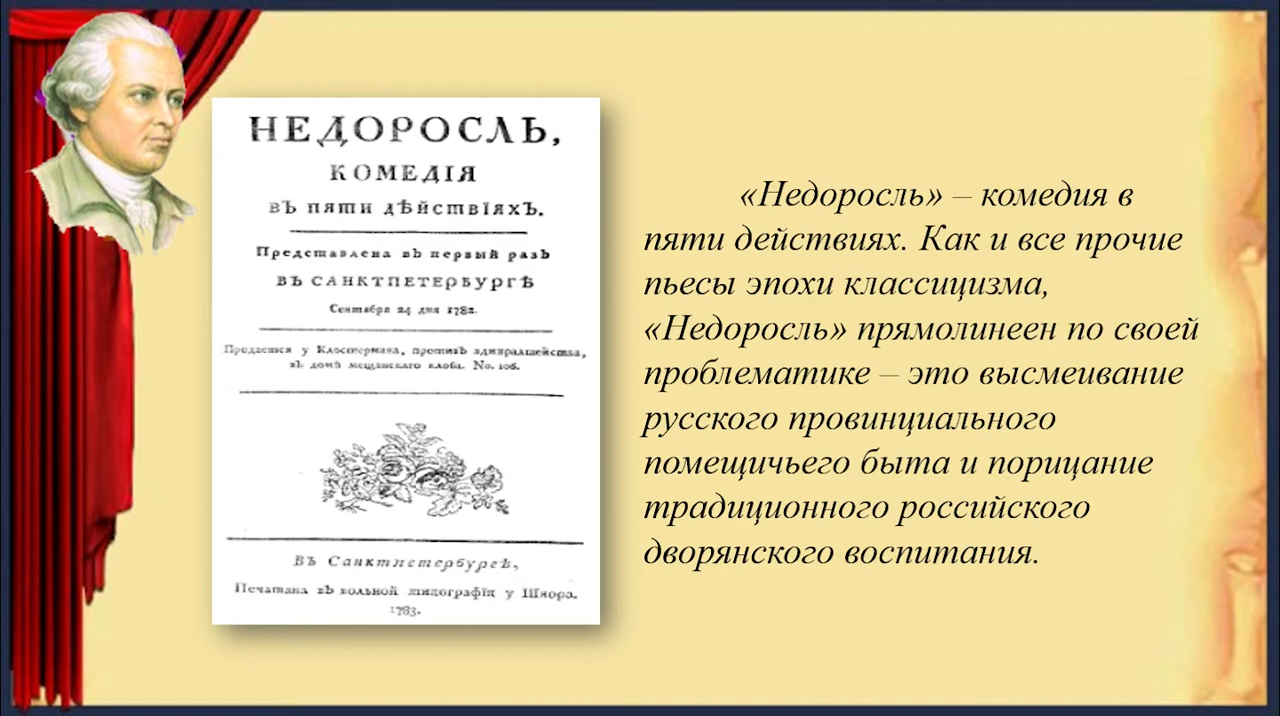 НЕДОРОСЛЬ,
КОМЕДІЯ
ВЪ ПЯТИ ДѢЙСТВІЯХЪ.
Представлена въ первый разъ
ВЪ САНКТПЕТЕРБУРГѢ
Сентября 24 дня 1782.
Продается у Клостермана, противъ адмиралтейства,
въ домѣ мещанскаго клоба. No. 106.
Въ Санктпетербургѣ,
Печатана въ вольной типографіи у Шнора.
1783.
«Недоросль» – комедия в
пяти действиях. Как и все прочие
пьесы эпохи классицизма,
«Недоросль» прямолинеен по своей
проблематике – это высмеивание
русского провинциального
помещичьего быта и порицание
традиционного российского
дворянского воспитания.